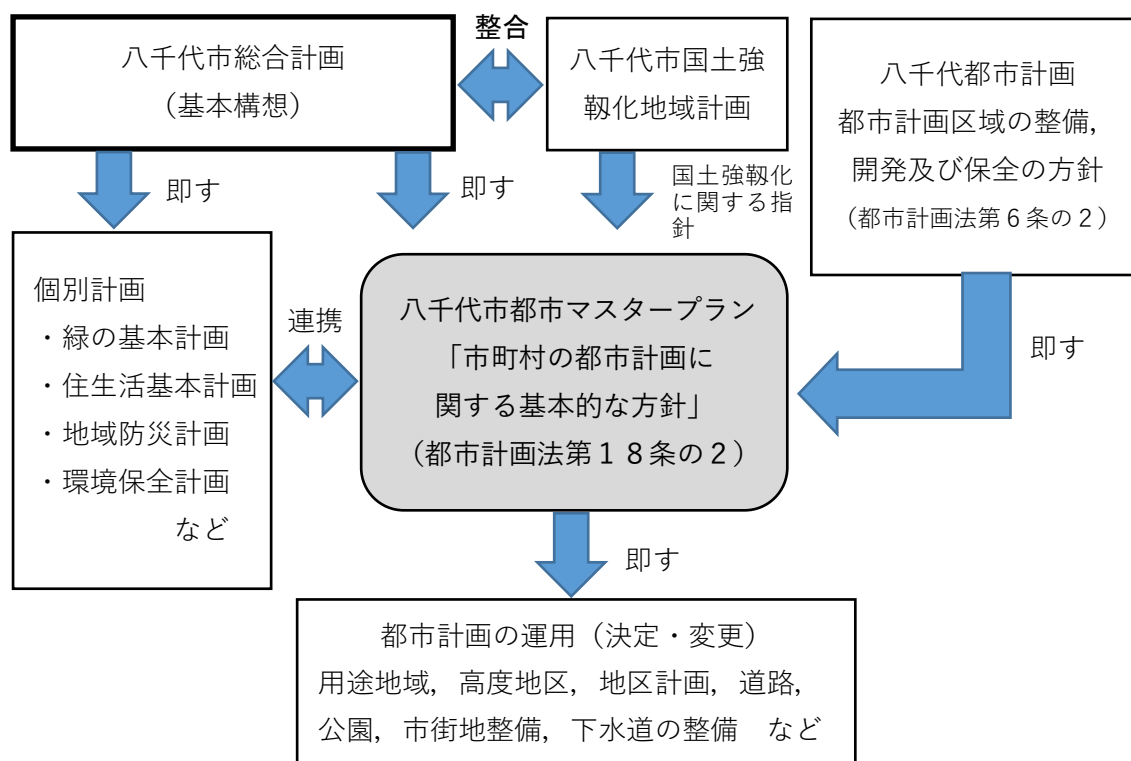 八千代市総合計画
（基本構想）
整合
八千代市国土強
靱化地域計画
八千代都市計画
都市計画区域の整備，
開発及び保全の方針
（都市計画法第６条の２）
即す
即す
国土強靱化
に関する指
針
個別計画
・緑の基本計画
・住生活基本計画
・地域防災計画
・環境保全計画
など
連携
八千代市都市マスタープラン
「市町村の都市計画に
関する基本的な方針」
（都市計画法第１８条の２）
即す
即す
都市計画の運用（決定・変更）
用途地域，高度地区，地区計画，道路，
公園，市街地整備，下水道の整備　など